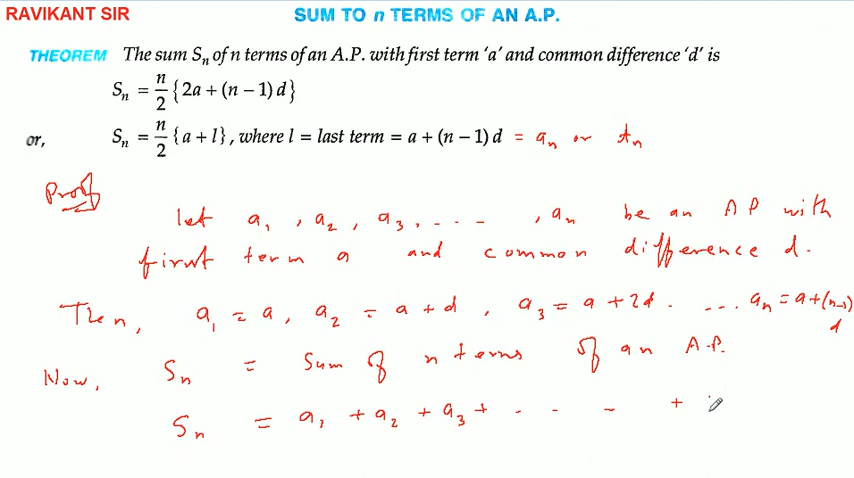 RAVIKANT SIR
SUM TO n TERMS OF AN A.P.
THEOREM The sum Sₙ of n terms of an A.P. with first term 'a' and common difference 'd' is
Sₙ = n/2 {2a + (n − 1) d}
or, Sₙ = n/2 {a + l}, where l = last term = a + (n − 1) d = aₙ or Aₙ
Proof
let a₁, a₂, a₃, . . . - , aₙ be an AP with
first term a and common difference d.
Then, a₁ = a, a₂ = a + d, a₃ = a + 2d . ... aₙ = a + (n-1) d
Now, Sₙ = Sum of n terms of an A.P.
Sₙ = a₁ + a₂ + a₃ + - - - +